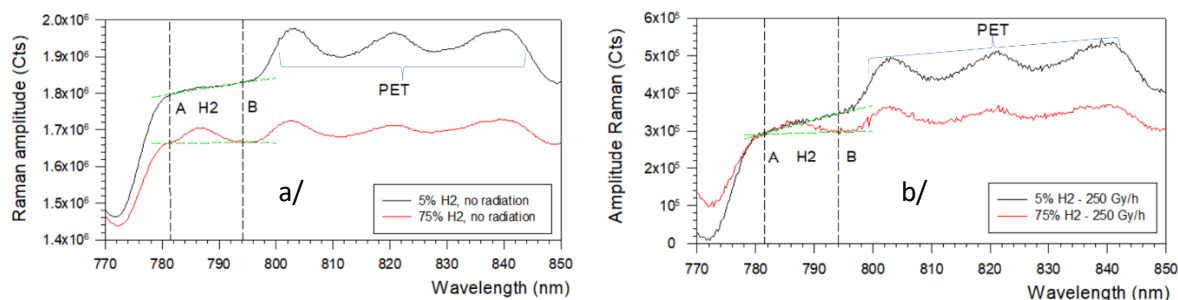 Raman amplitude (Cts)
2.0x10⁶
1.9x10⁶
1.8x10⁶
1.7x10⁶
1.6x10⁶
1.5x10⁶
1.4x10⁶
PET
A H2 B
a/
5% H2, no radiation
75% H2, no radiation
770 780 790 800 810 820 830 840 850
Wavelength (nm)
Amplitude Raman (Cts)
6x10⁵
5x10⁵
4x10⁵
3x10⁵
2x10⁵
1x10⁵
0
PET
A H2 B
b/
5% H2 - 250 Gy/h
75% H2 - 250 Gy/h
770 780 790 800 810 820 830 840 850
Wavelength (nm)